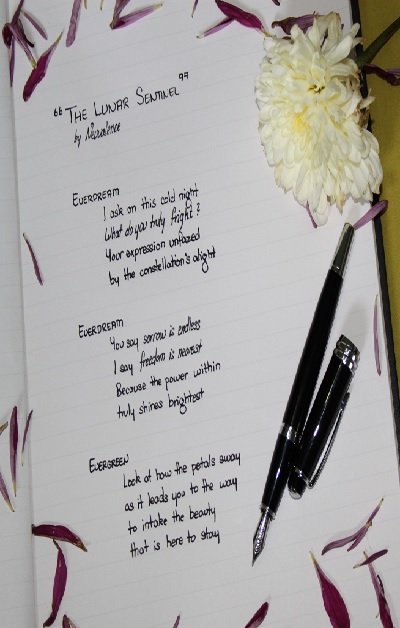 "THE LUNAR SENTINEL"
by Novalence
EVERDREAM
I ask on this cold night
What do you truly fright?
Your expression unfazed
by the constellation's alight
EVERDREAM
You say sorrow is endless
I say freedom is nearest
Because the power within
truly shines brightest
EVERGREEN
Look at how the petals sway
as it leads you to the way
to intake the beauty
that is here to stay